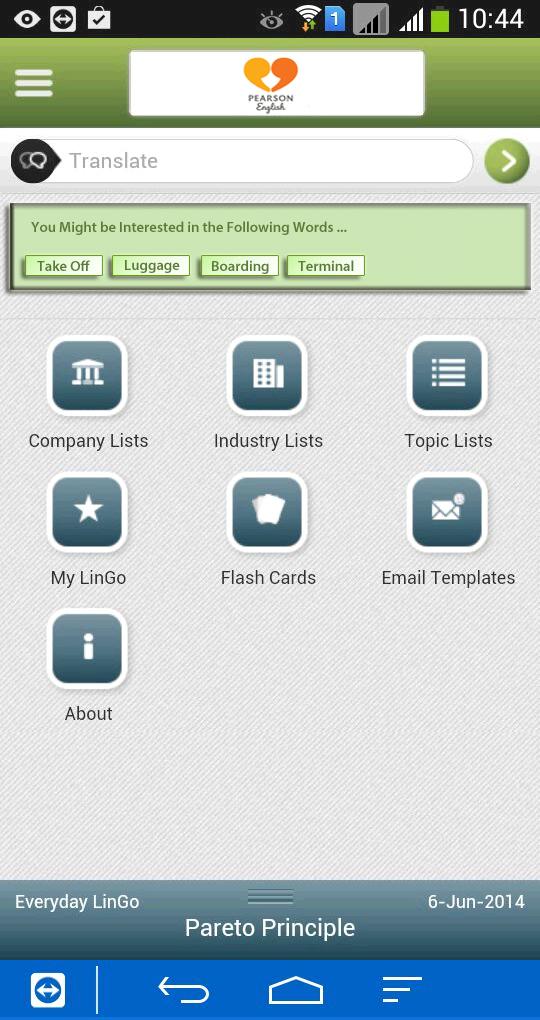 1
10:44
PEARSON
English
Translate
You Might be Interested in the Following Words ...
Take Off Luggage Boarding Terminal
Company Lists Industry Lists Topic Lists
My LinGo Flash Cards Email Templates
About
Everyday LinGo 6-Jun-2014
Pareto Principle